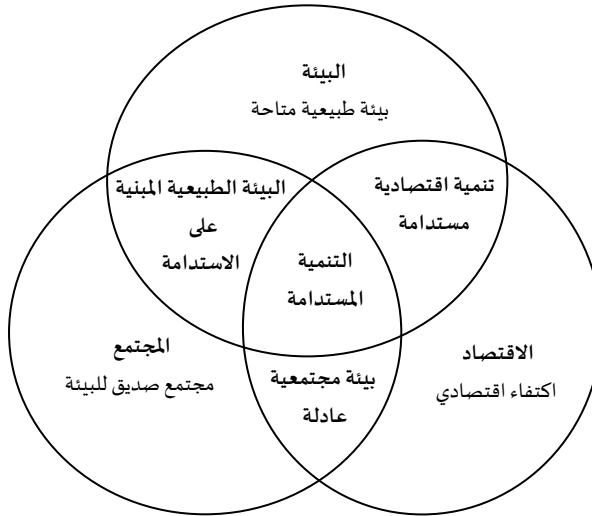 البيئة
بيئة طبيعية متاحة
البيئة الطبيعية المبنية
على
الاستدامة
تنمية اقتصادية
مستدامة
التنمية
المستدامة
المجتمع
مجتمع صديق للبيئة
الاقتصاد
اكتفاء اقتصادي
بيئة مجتمعية
عادلة